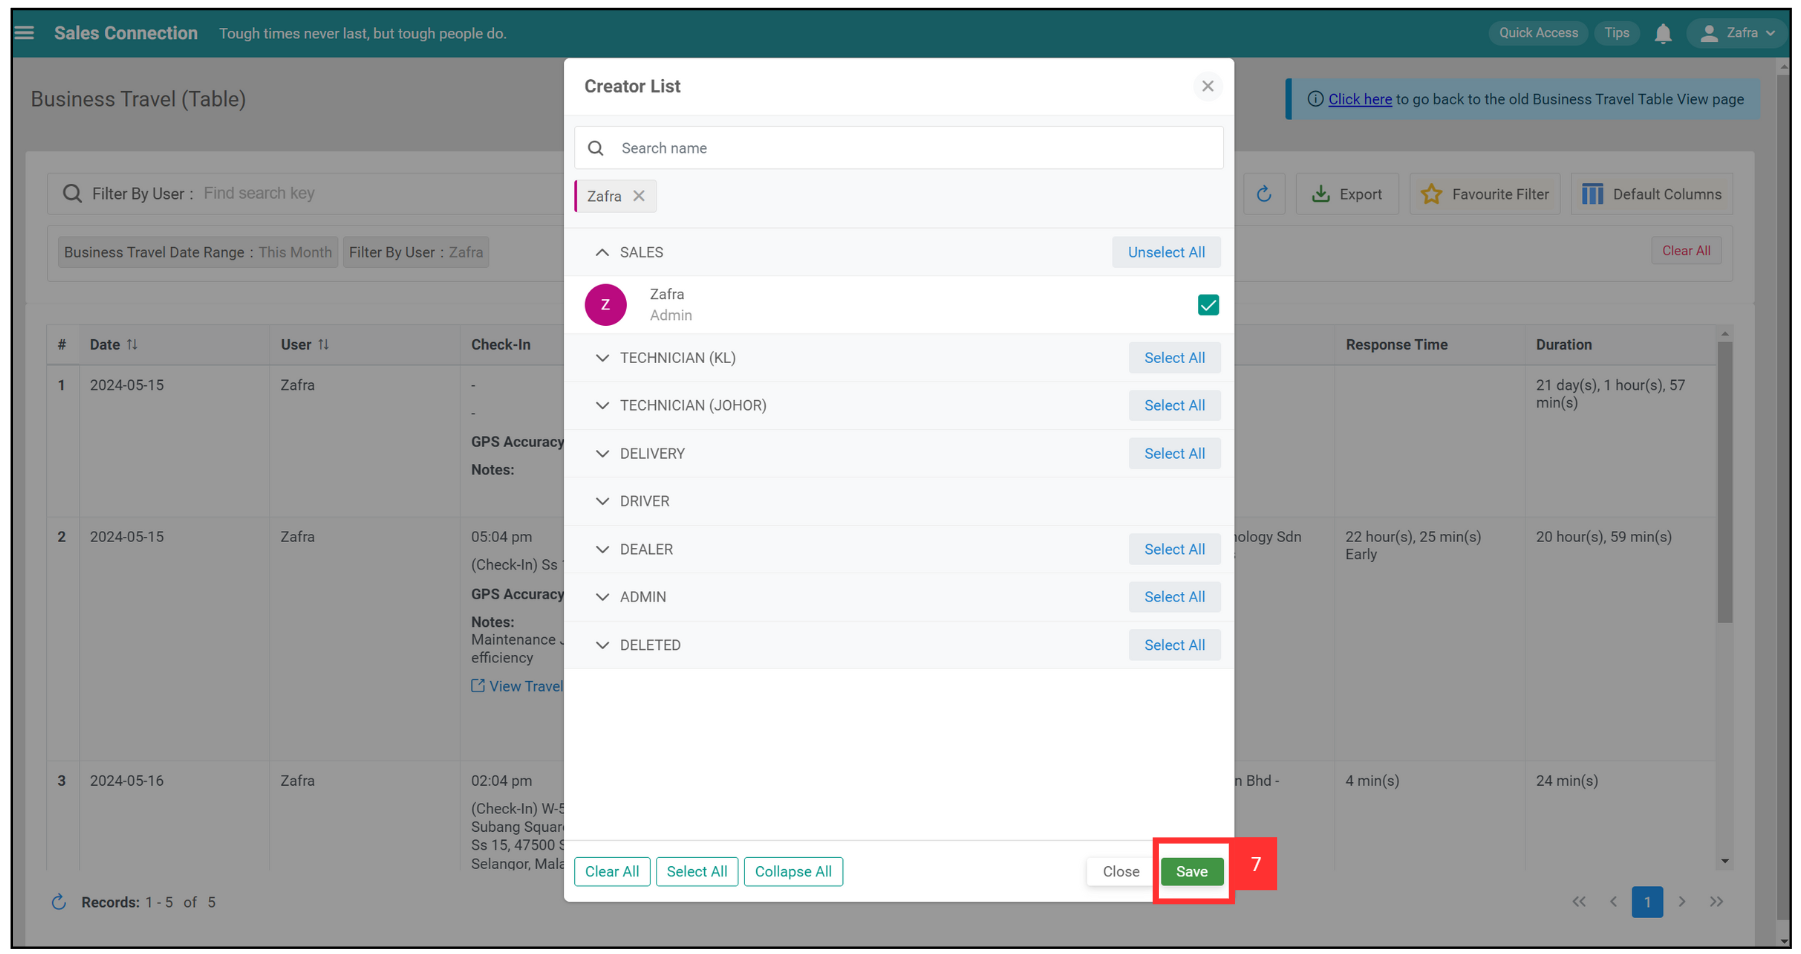 Sales Connection Tough times never last, but tough people do. Quick Access Tips Zafra
Business Travel (Table)
Click here to go back to the old Business Travel Table View page
Filter By User : Find search key
Export Favourite Filter Default Columns
Business Travel Date Range : This Month Filter By User : Zafra
Clear All
Creator List
Search name
Zafra
SALES Unselect All
Z
Zafra
Admin
TECHNICIAN (KL) Select All
TECHNICIAN (JOHOR) Select All
DELIVERY Select All
DRIVER
DEALER Select All
ADMIN Select All
DELETED Select All
Clear All Select All Collapse All Close Save 7
# Date User Check-In Response Time Duration
1 2024-05-15 Zafra -
-
GPS Accuracy
Notes:
21 day(s), 1 hour(s), 57
min(s)
2 2024-05-15 Zafra 05:04 pm
(Check-In) Ss
GPS Accuracy
Notes:
Maintenance
efficiency
View Travel
nology Sdn
22 hour(s), 25 min(s)
Early
20 hour(s), 59 min(s)
3 2024-05-16 Zafra 02:04 pm
(Check-In) W-5
Subang Squar
Ss 15, 47500 S
Selangor, Mala
n Bhd -
4 min(s)
24 min(s)
Records: 1 - 5 of 5
1